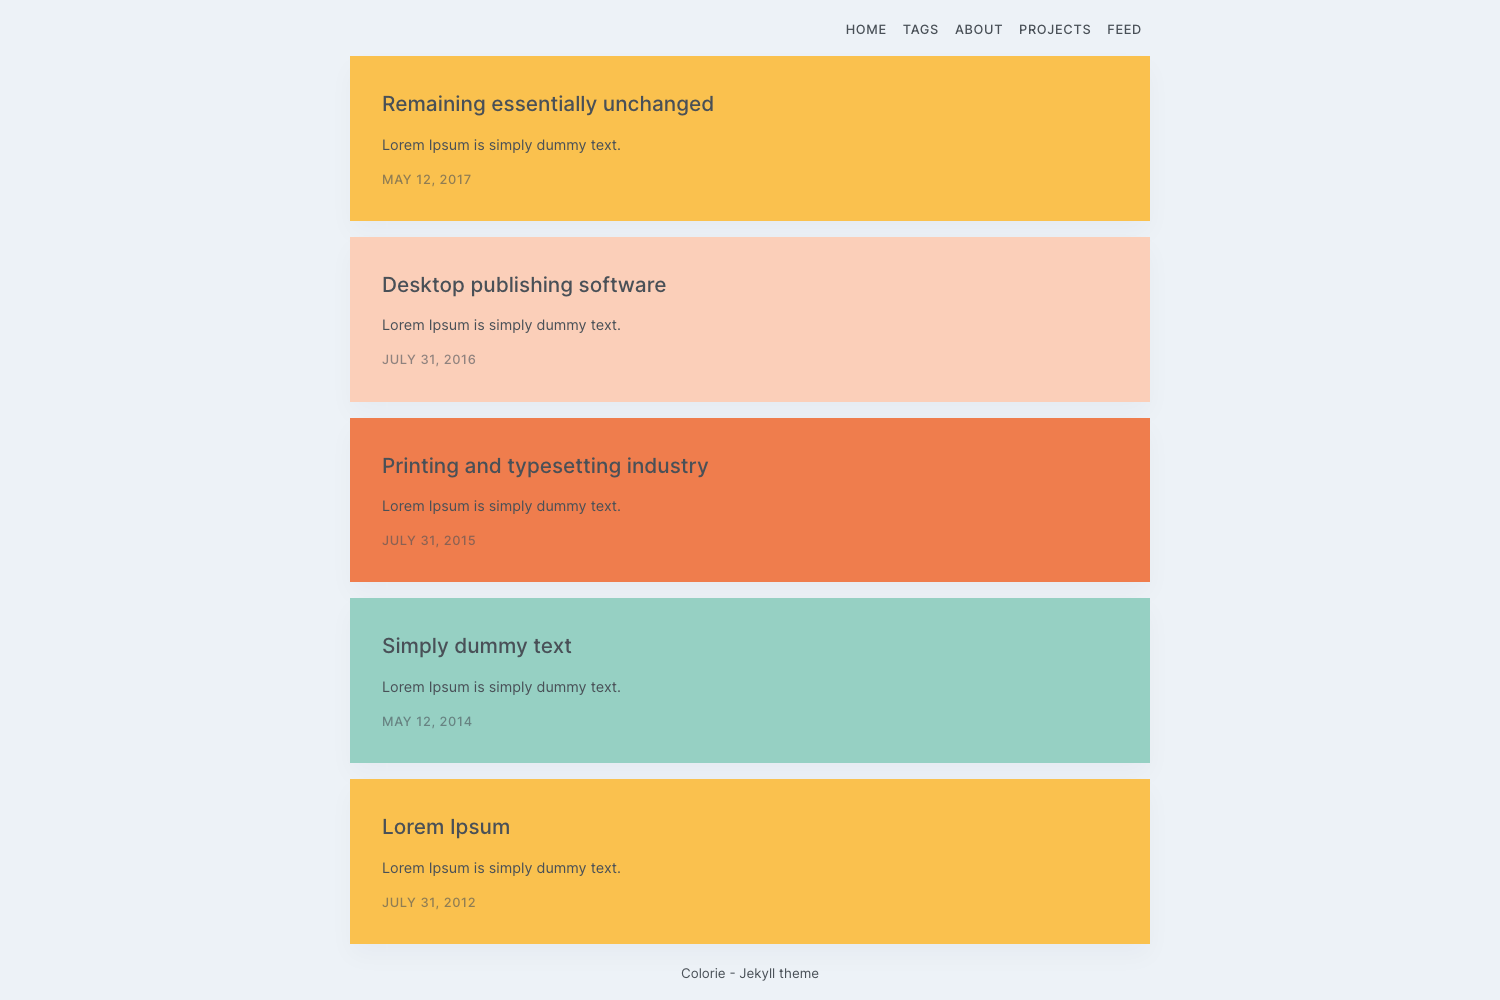 HOME TAGS ABOUT PROJECTS FEED
Remaining essentially unchanged
Lorem Ipsum is simply dummy text.
MAY 12, 2017
Desktop publishing software
Lorem Ipsum is simply dummy text.
JULY 31, 2016
Printing and typesetting industry
Lorem Ipsum is simply dummy text.
JULY 31, 2015
Simply dummy text
Lorem Ipsum is simply dummy text.
MAY 12, 2014
Lorem Ipsum
Lorem Ipsum is simply dummy text.
JULY 31, 2012
Colorie - Jekyll theme